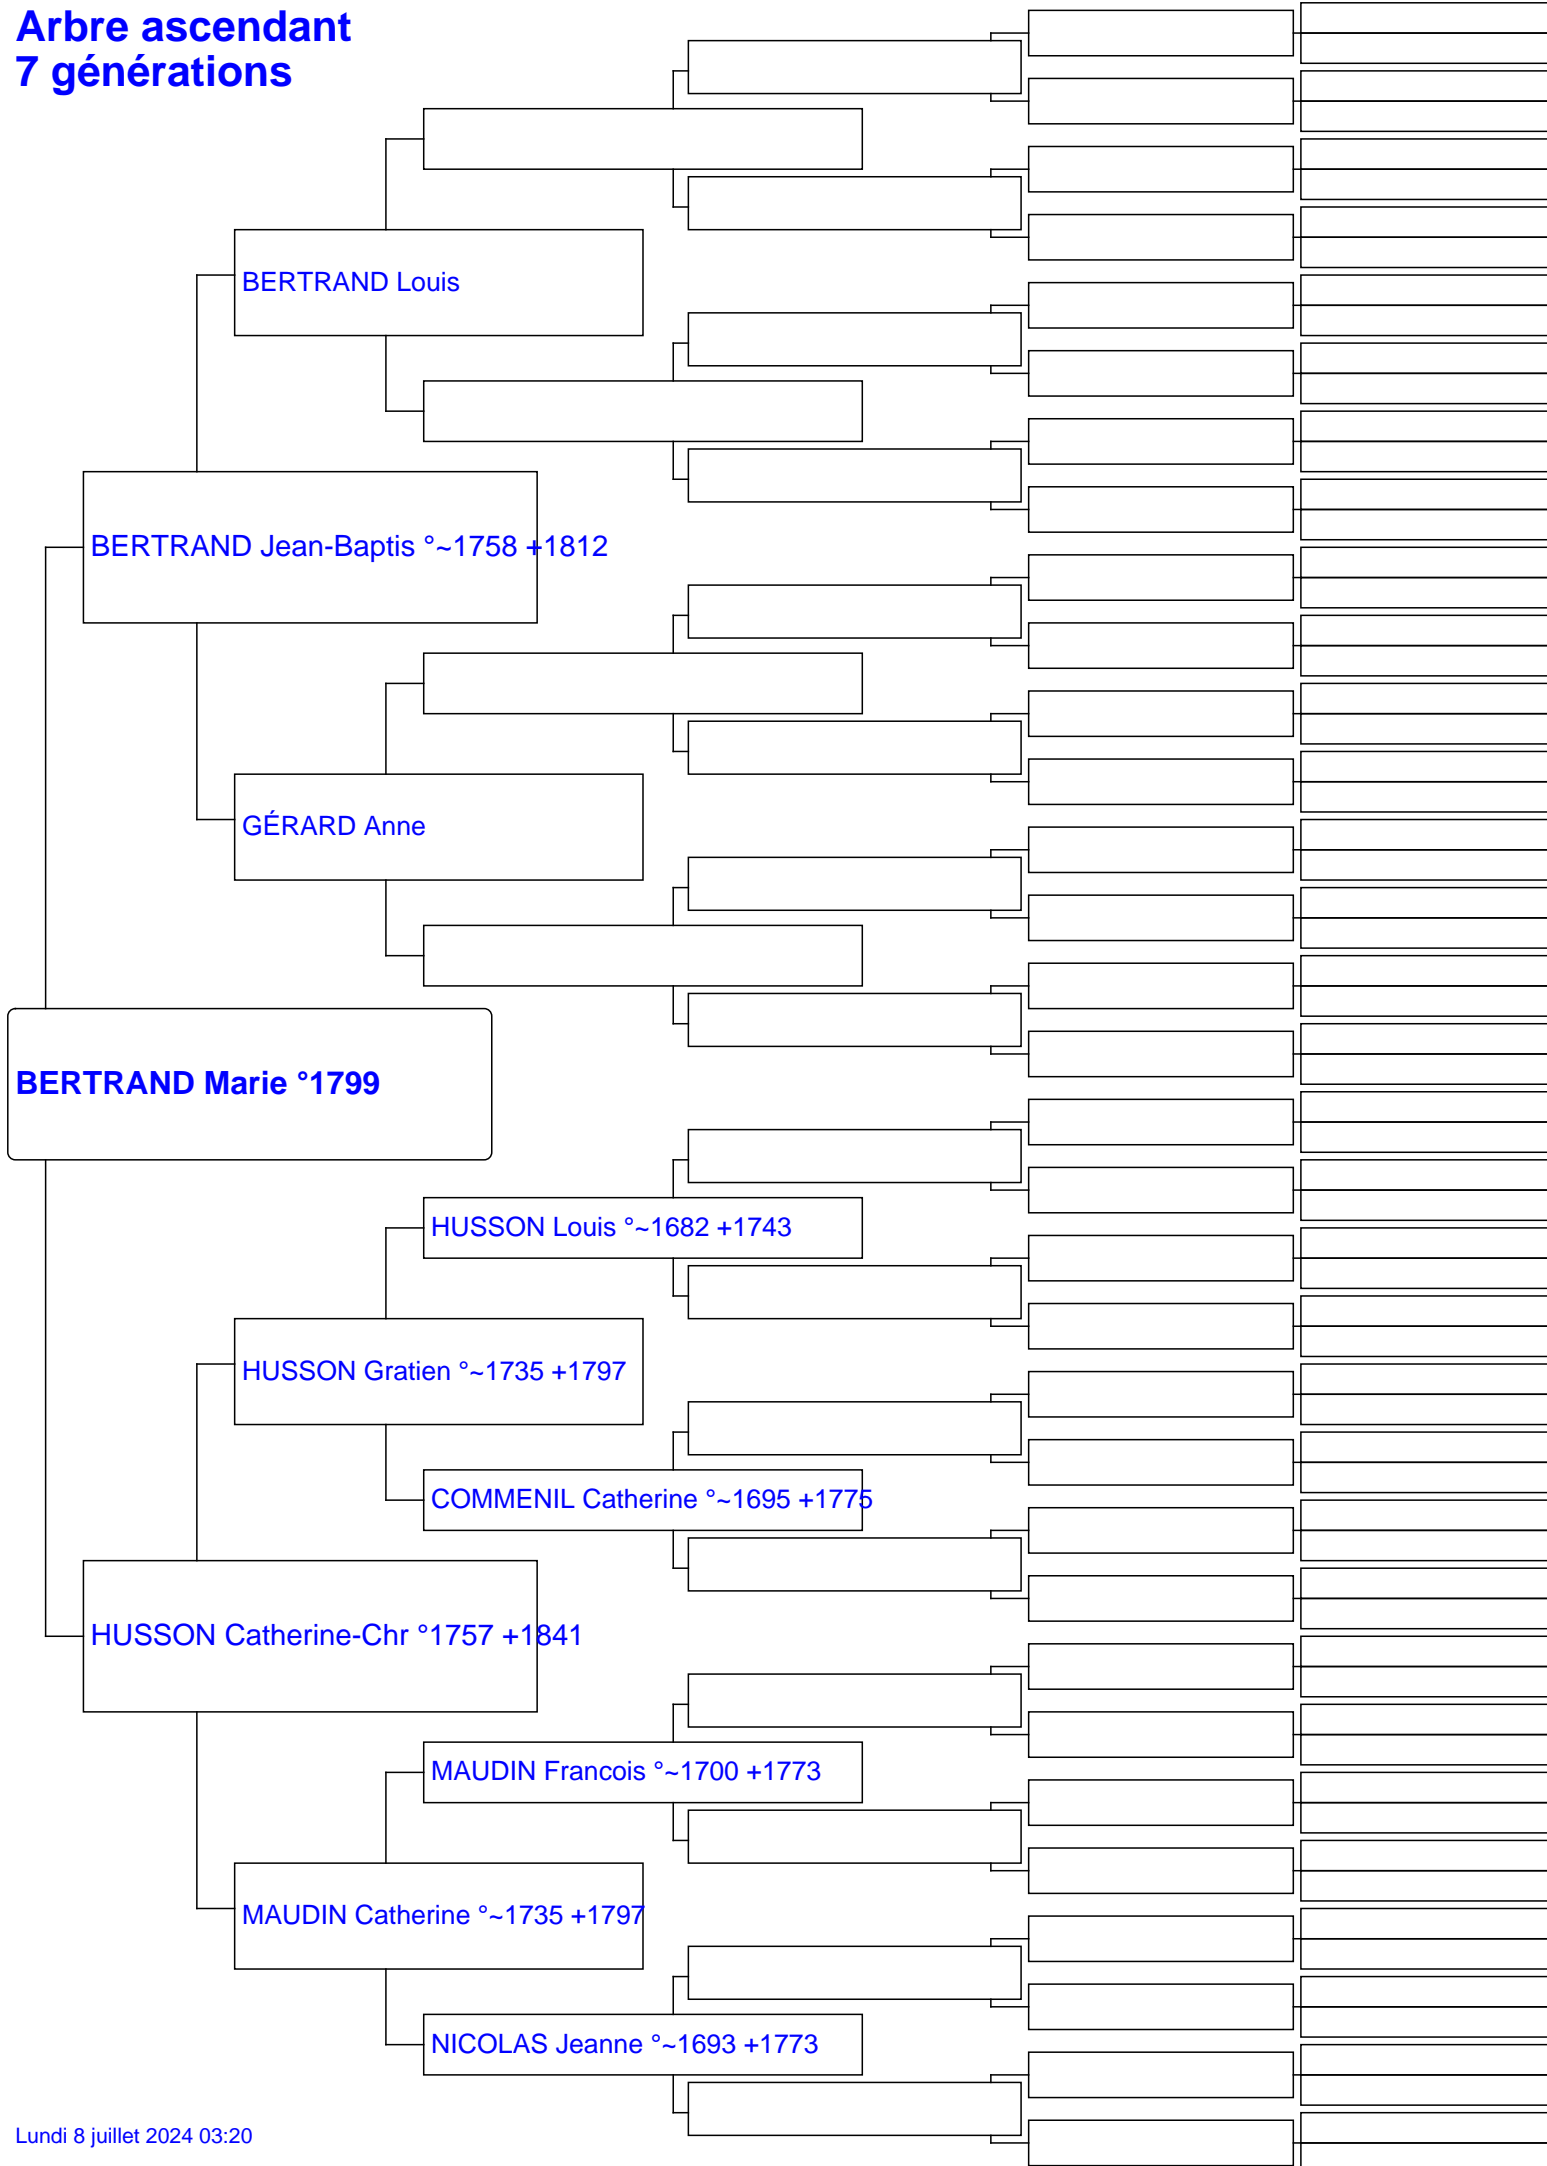 Arbre ascendant
7 générations
BERTRAND Louis
BERTRAND Jean-Baptis °~1758 +1812
GÉRARD Anne
BERTRAND Marie °1799
HUSSON Louis °~1682 +1743
HUSSON Gratien °~1735 +1797
COMMENIL Catherine °~1695 +1775
HUSSON Catherine-Chr °1757 +1841
MAUDIN Francois °~1700 +1773
MAUDIN Catherine °~1735 +1797
NICOLAS Jeanne °~1693 +1773
Lundi 8 juillet 2024 03:20